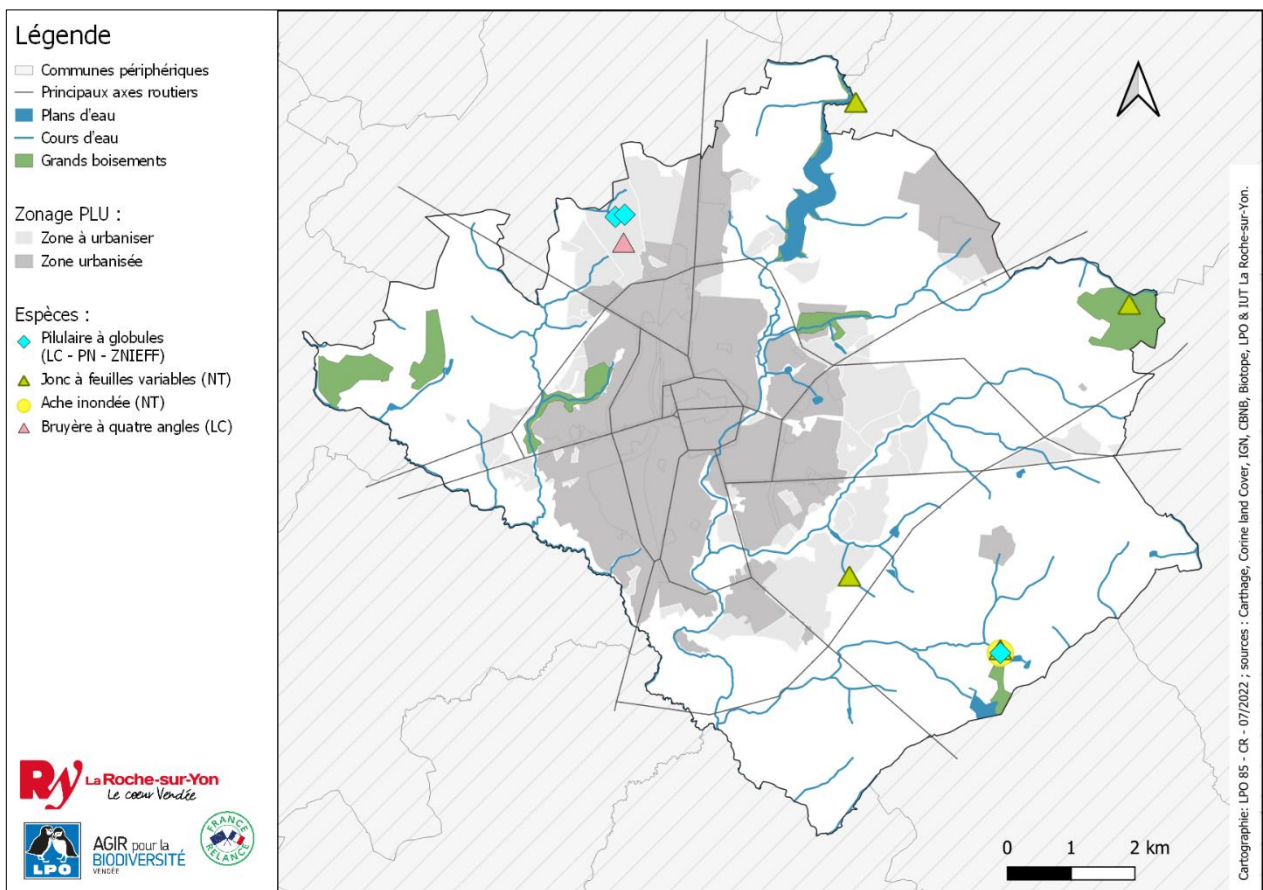 Légende
Communes périphériques
Principaux axes routiers
Plans d'eau
Cours d'eau
Grands boisements
Zonage PLU :
Zone à urbaniser
Zone urbanisée
Espèces :
Pilulaire à globules
(LC - PN - ZNIEFF)
Jonc à feuilles variables (NT)
Ache inondée (NT)
Bruyère à quatre angles (LC)
Ry La Roche-sur-Yon
Le cœur Vendée
LPO
AGIR pour la
BIODIVERSITÉ
VENDÉE
FRANCE
RELANCE
0 1 2 km
Cartographie: LPO 85 - CR - 07/2022 ; sources : Carthage, Corine land Cover, IGN, CBNB, Biotope, LPO & IUT La Roche-sur-Yon.